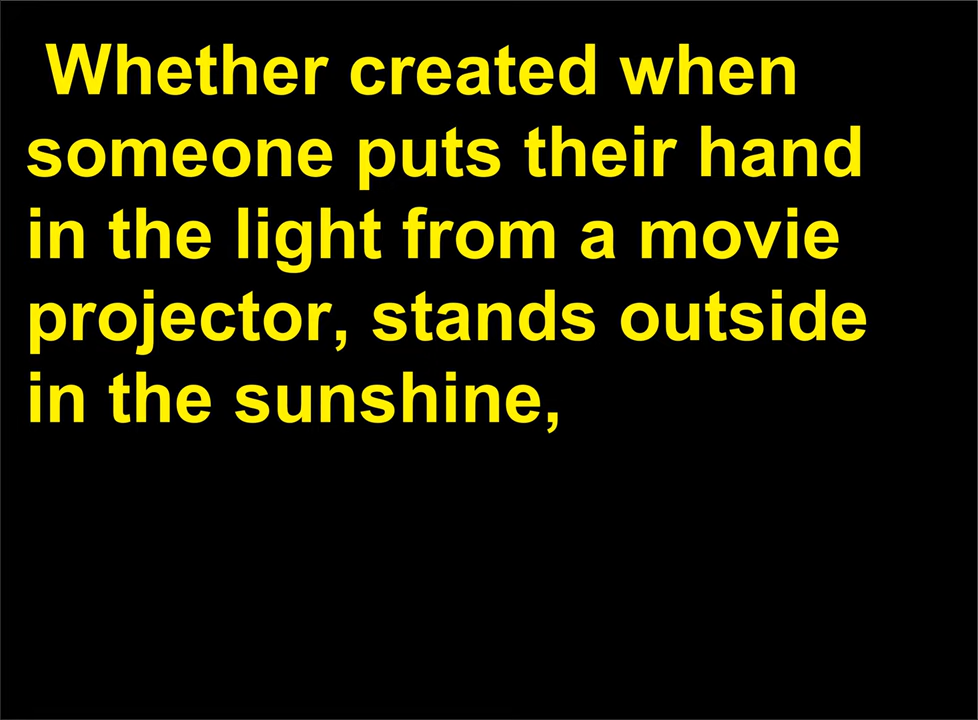 Whether created when
someone puts their hand
in the light from a movie
projector, stands outside
in the sunshine,